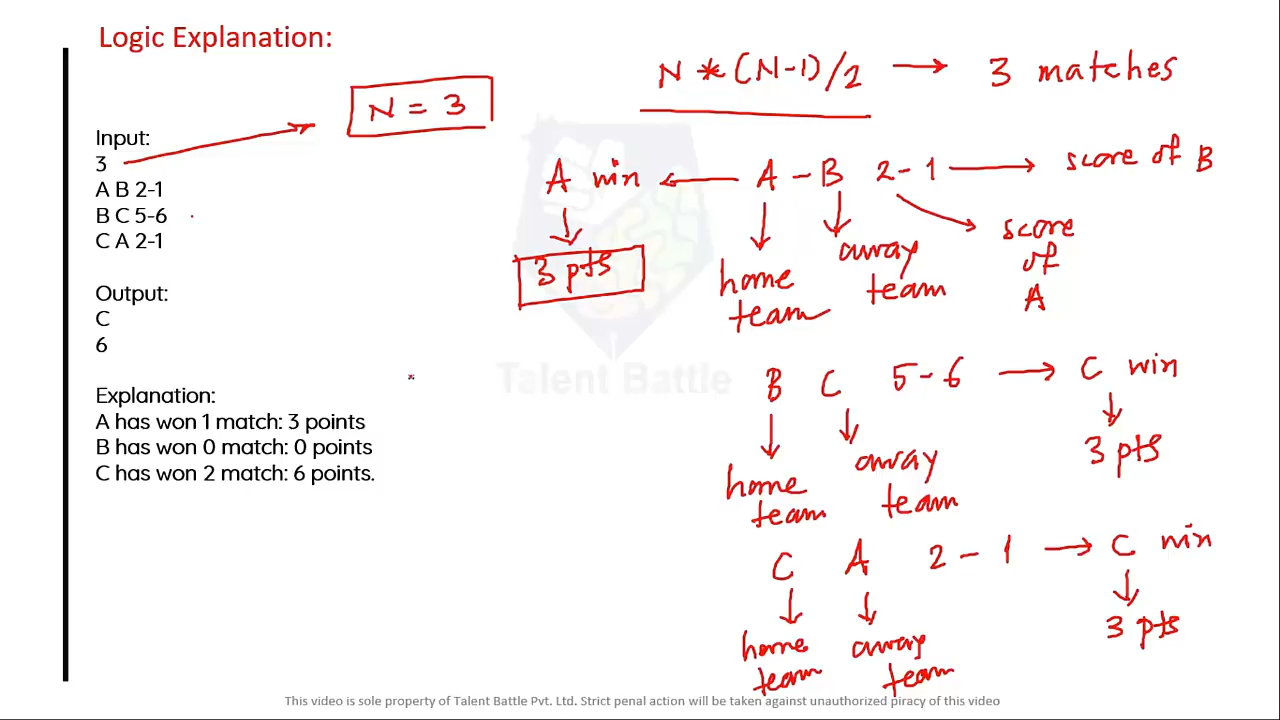 Logic Explanation:
N * (N-1)/2 → 3 matches
N = 3
Input:
3
A B 2-1
B C 5-6
C A 2-1
Output:
C
6
Explanation:
A has won 1 match: 3 points
B has won 0 match: 0 points
C has won 2 match: 6 points.
A win ← A - B 2 - 1 → score of B
3 pts
home team
away team
score of A
Talent Battle
B C 5 - 6 → C win
home team
away team
3 pts
C A 2 - 1 → C win
home team
away team
3 pts
This video is sole property of Talent Battle Pvt. Ltd. Strict penal action will be taken against unauthorized piracy of this video